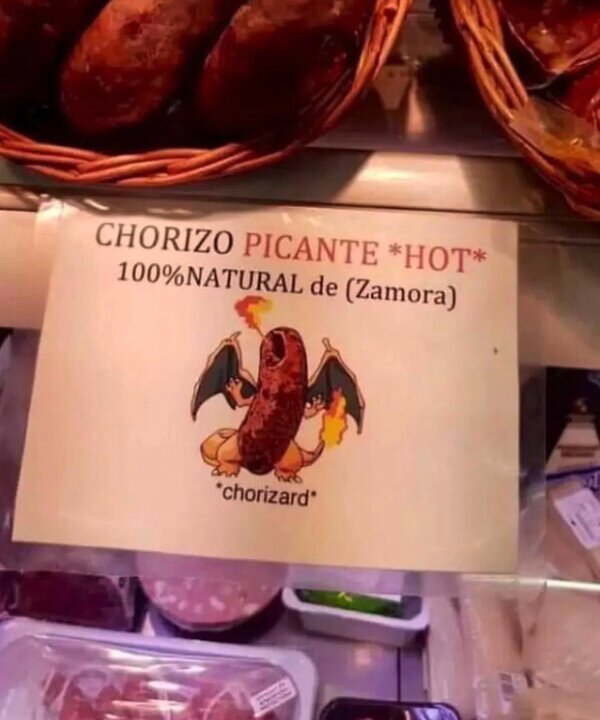 CHORIZO PICANTE *HOT*
100%NATURAL de (Zamora)
*chorizard*